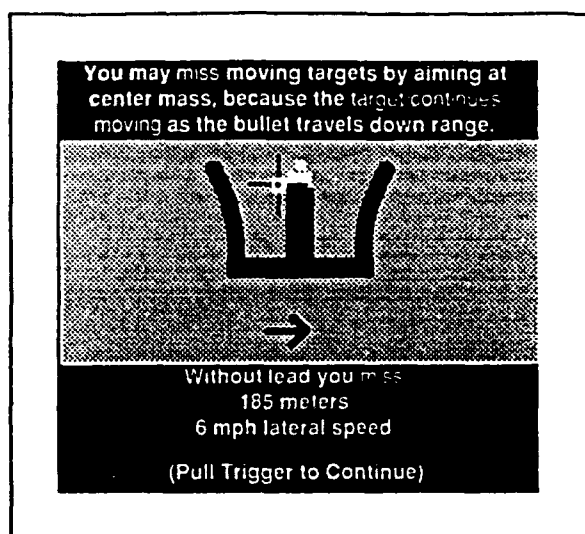 You may miss moving targets by aiming at
center mass, because the target continues
moving as the bullet travels down range.
Without lead you miss
185 meters
6 mph lateral speed
(Pull Trigger to Continue)